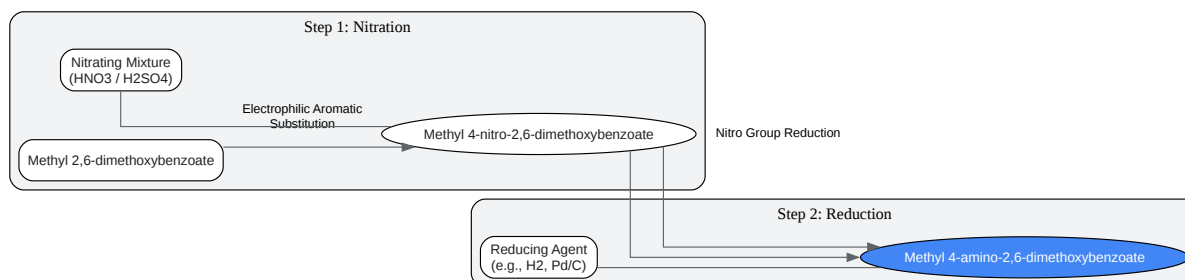 Step 1: Nitration
Nitrating Mixture
(HNO3 / H2SO4)
Electrophilic Aromatic
Substitution
Methyl 4-nitro-2,6-dimethoxybenzoate
Nitro Group Reduction
Methyl 2,6-dimethoxybenzoate
Step 2: Reduction
Reducing Agent
(e.g., H2, Pd/C)
Methyl 4-amino-2,6-dimethoxybenzoate